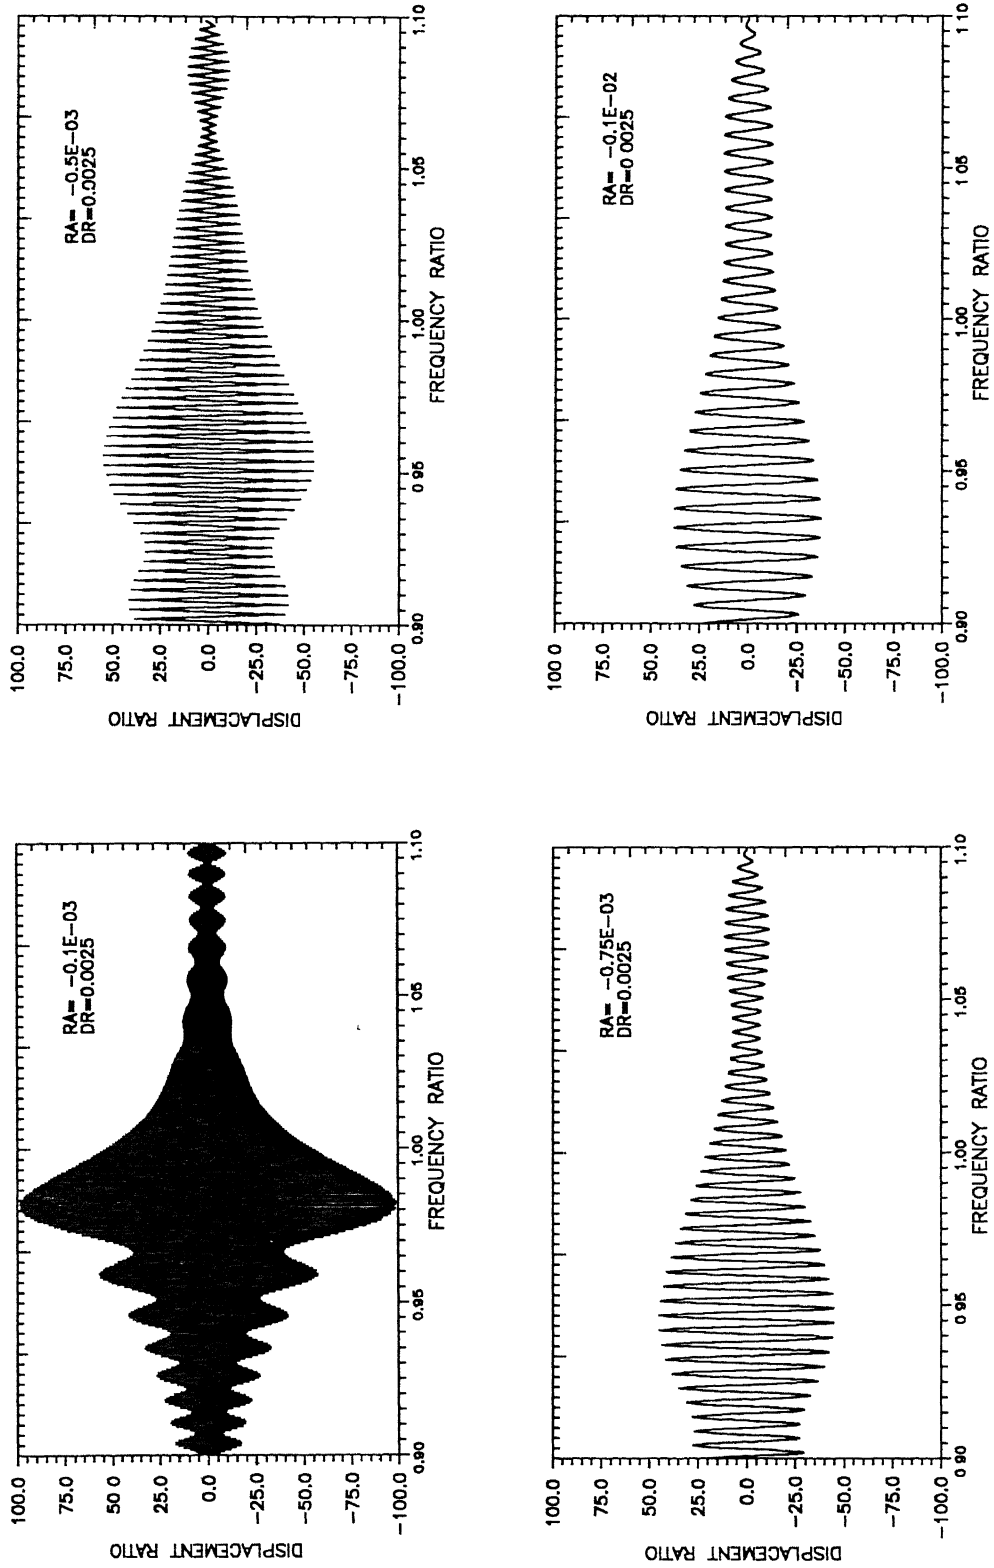 DISPLACEMENT RATIO
100.0
75.0
50.0
25.0
0.0
−25.0
−50.0
−75.0
−100.0
RA= −0.1E−03
DR=0.0025
0.90 0.95 1.00 1.05 1.10
FREQUENCY RATIO
DISPLACEMENT RATIO
100.0
75.0
50.0
25.0
0.0
−25.0
−50.0
−75.0
−100.0
RA= −0.5E−03
DR=0.0025
0.90 0.95 1.00 1.05 1.10
FREQUENCY RATIO
DISPLACEMENT RATIO
100.0
75.0
50.0
25.0
0.0
−25.0
−50.0
−75.0
−100.0
RA= −0.75E−03
DR=0.0025
0.90 0.95 1.00 1.05 1.10
FREQUENCY RATIO
DISPLACEMENT RATIO
100.0
75.0
50.0
25.0
0.0
−25.0
−50.0
−75.0
−100.0
RA= −0.1E−02
DR=0 0025
0.90 0.95 1.00 1.05 1.10
FREQUENCY RATIO